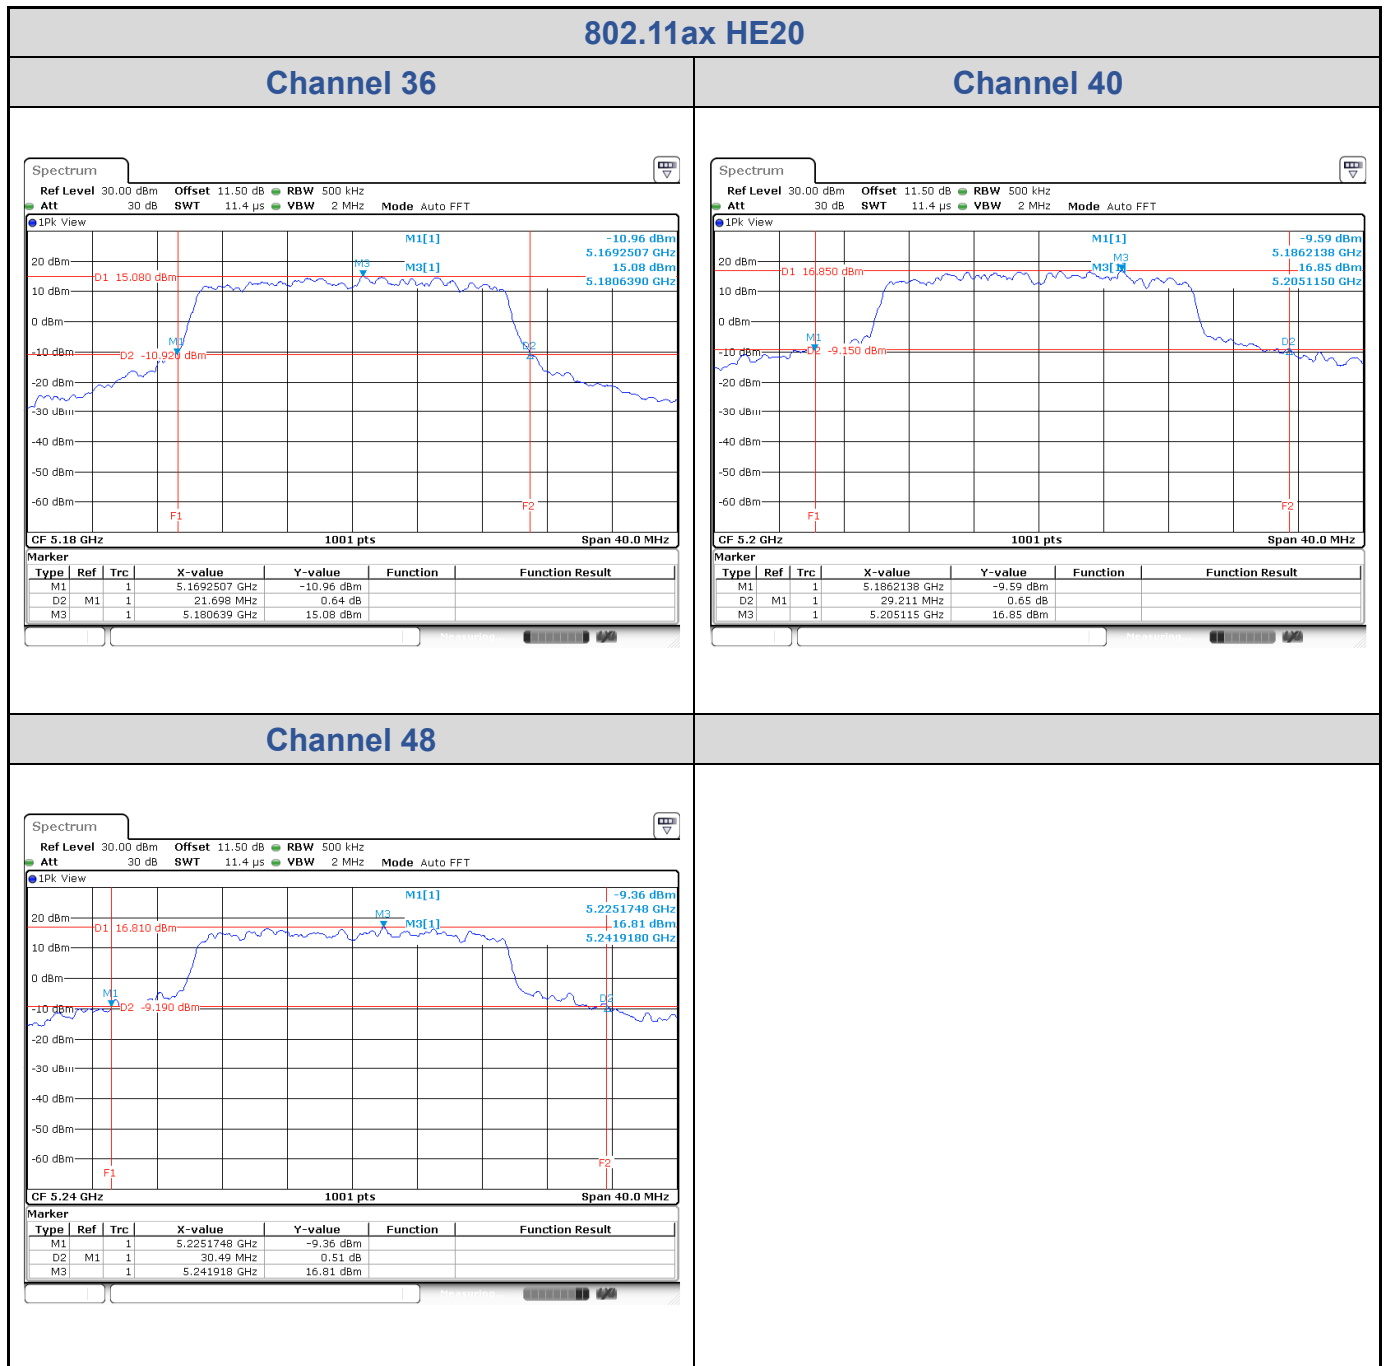 802.11ax HE20
Channel 36
Channel 40
Spectrum
Ref Level 30.00 dBm Offset 11.50 dB RBW 500 kHz
Att 30 dB SWT 11.4 µs VBW 2 MHz Mode Auto FFT
1Pk View
M1[1] -10.96 dBm
5.1692507 GHz
M3[1] 15.08 dBm
5.1806390 GHz
20 dBm
M3
D1 15.080 dBm
10 dBm
0 dBm
M1
D2
-10 dBm
D2 -10.920 dBm
-20 dBm
-30 dBm
-40 dBm
-50 dBm
-60 dBm
F1
F2
CF 5.18 GHz 1001 pts Span 40.0 MHz
Marker
Type Ref Trc X-value Y-value Function Function Result
M1 1 5.1692507 GHz -10.96 dBm
D2 M1 1 21.698 MHz 0.64 dB
M3 1 5.180639 GHz 15.08 dBm
Measuring...
Spectrum
Ref Level 30.00 dBm Offset 11.50 dB RBW 500 kHz
Att 30 dB SWT 11.4 µs VBW 2 MHz Mode Auto FFT
1Pk View
M1[1] -9.59 dBm
5.1862138 GHz
M3[1] 16.85 dBm
5.2051150 GHz
20 dBm
M3
D1 16.850 dBm
10 dBm
0 dBm
M1
D2
-10 dBm
D2 -9.150 dBm
-20 dBm
-30 dBm
-40 dBm
-50 dBm
-60 dBm
F1
F2
CF 5.2 GHz 1001 pts Span 40.0 MHz
Marker
Type Ref Trc X-value Y-value Function Function Result
M1 1 5.1862138 GHz -9.59 dBm
D2 M1 1 29.211 MHz 0.65 dB
M3 1 5.205115 GHz 16.85 dBm
Measuring...
Channel 48
Spectrum
Ref Level 30.00 dBm Offset 11.50 dB RBW 500 kHz
Att 30 dB SWT 11.4 µs VBW 2 MHz Mode Auto FFT
1Pk View
M1[1] -9.36 dBm
5.2251748 GHz
M3[1] 16.81 dBm
5.2419180 GHz
20 dBm
M3
D1 16.810 dBm
10 dBm
0 dBm
M1
D2
-10 dBm
D2 -9.190 dBm
-20 dBm
-30 dBm
-40 dBm
-50 dBm
-60 dBm
F1
F2
CF 5.24 GHz 1001 pts Span 40.0 MHz
Marker
Type Ref Trc X-value Y-value Function Function Result
M1 1 5.2251748 GHz -9.36 dBm
D2 M1 1 30.49 MHz 0.51 dB
M3 1 5.241918 GHz 16.81 dBm
Measuring...